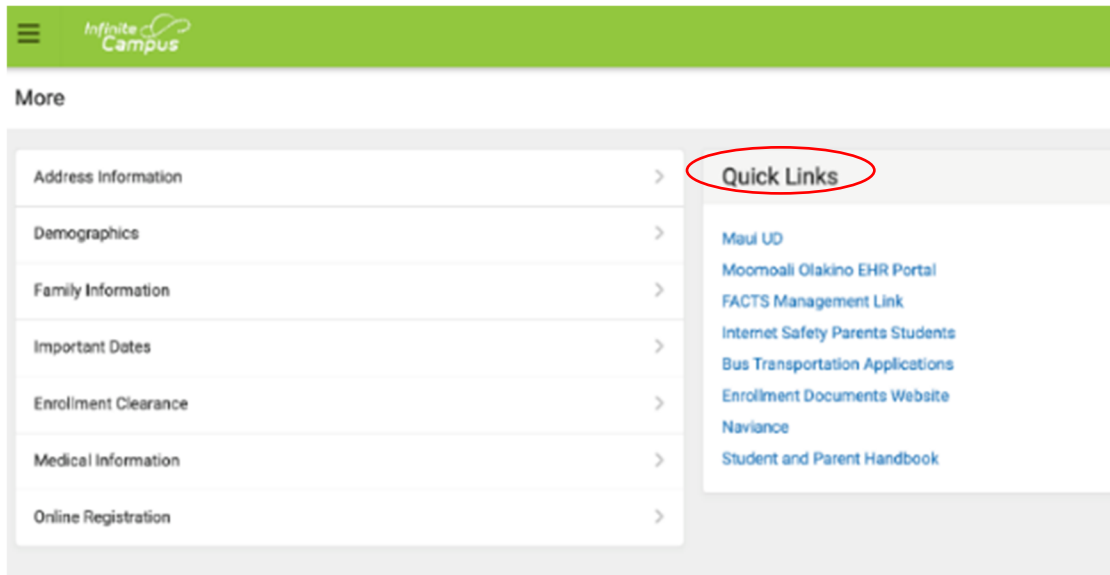 Infinite
Campus
More
Address Information
Demographics
Family Information
Important Dates
Enrollment Clearance
Medical Information
Online Registration
Quick Links
Maui UD
Moomoali Olakino EHR Portal
FACTS Management Link
Internet Safety Parents Students
Bus Transportation Applications
Enrollment Documents Website
Naviance
Student and Parent Handbook